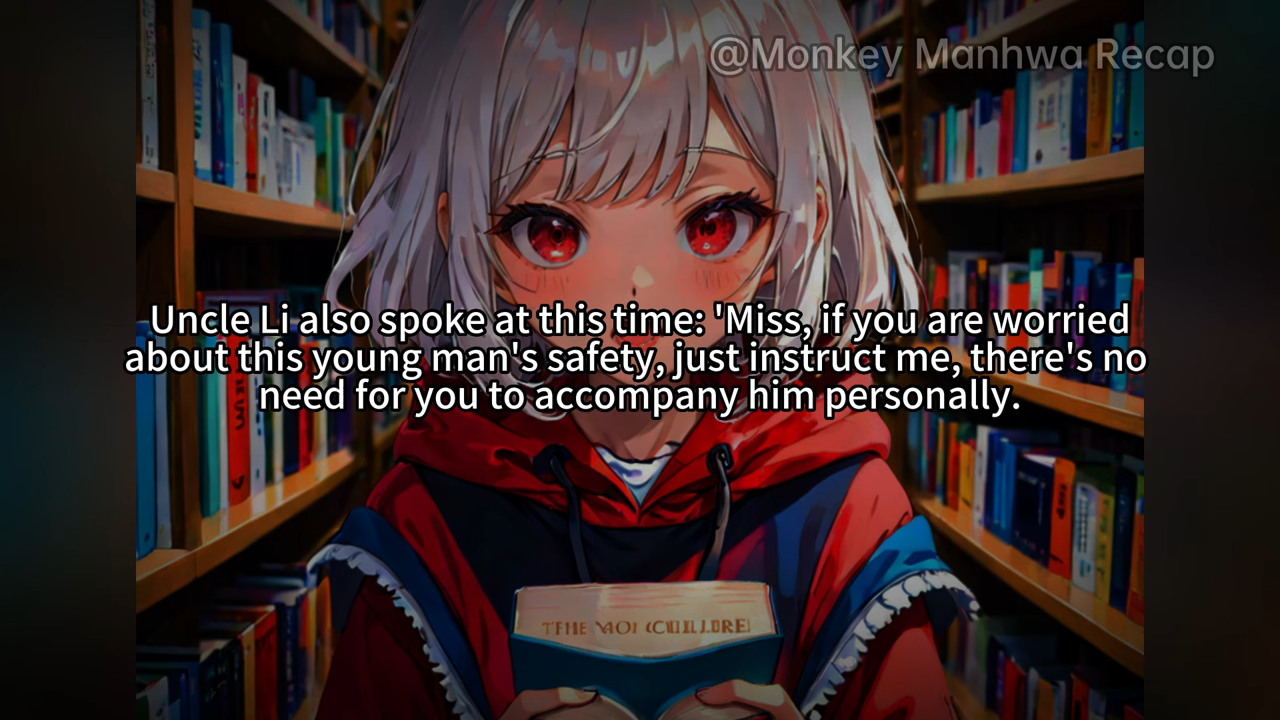 @Monkey Manhwa Recap
Uncle Li also spoke at this time: 'Miss, if you are worried
about this young man's safety, just instruct me, there's no
need for you to accompany him personally.